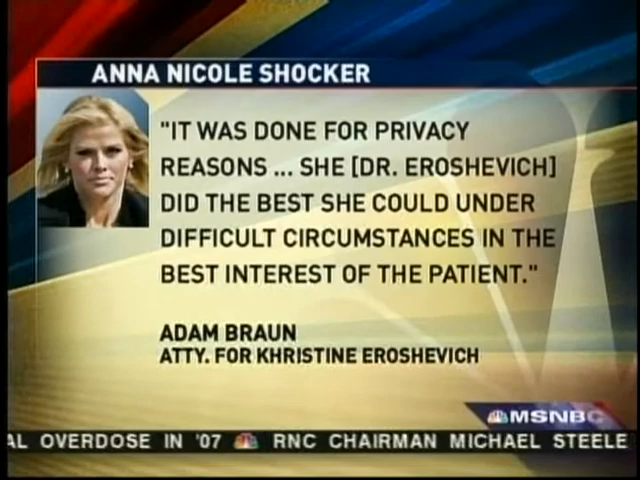 ANNA NICOLE SHOCKER
"IT WAS DONE FOR PRIVACY
REASONS ... SHE [DR. EROSHEVICH]
DID THE BEST SHE COULD UNDER
DIFFICULT CIRCUMSTANCES IN THE
BEST INTEREST OF THE PATIENT."
ADAM BRAUN
ATTY. FOR KHRISTINE EROSHEVICH
MSNBC
AL OVERDOSE IN '07 RNC CHAIRMAN MICHAEL STEELE